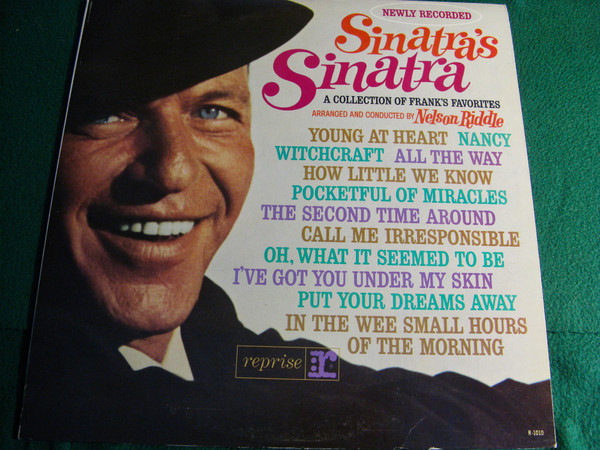 NEWLY RECORDED
Sinatra's
Sinatra
A COLLECTION OF FRANK'S FAVORITES
ARRANGED AND CONDUCTED BY Nelson Riddle
YOUNG AT HEART NANCY
WITCHCRAFT ALL THE WAY
HOW LITTLE WE KNOW
POCKETFUL OF MIRACLES
THE SECOND TIME AROUND
CALL ME IRRESPONSIBLE
OH, WHAT IT SEEMED TO BE
I'VE GOT YOU UNDER MY SKIN
PUT YOUR DREAMS AWAY
IN THE WEE SMALL HOURS
OF THE MORNING
reprise r
R-1010